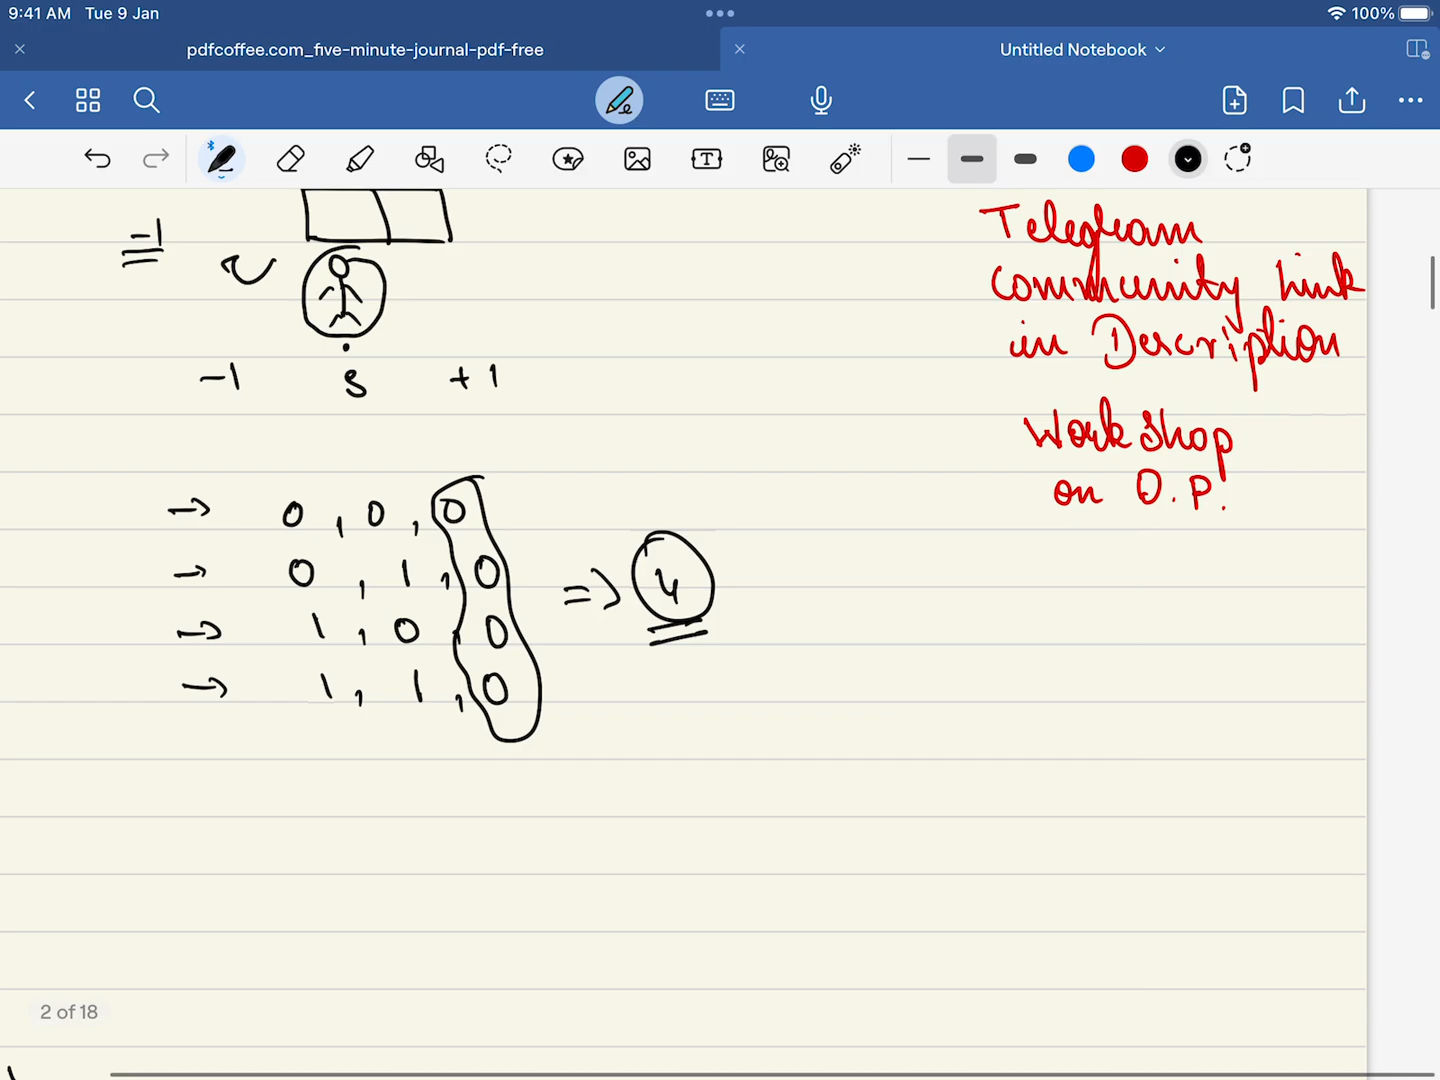 9:41 AM Tue 9 Jan
100%
pdfcoffee.com_five-minute-journal-pdf-free
Untitled Notebook
-1
-1 S +1
Telegram
community link
in Description
Workshop
on O.P.
→ 0, 0, 0
→ 0, 1, 0
→ 1, 0, 0
→ 1, 1, 0
=> 4
2 of 18